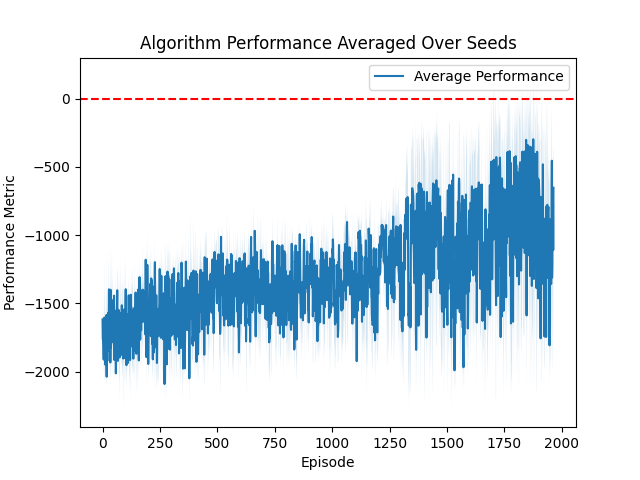 Algorithm Performance Averaged Over Seeds
Average Performance
Performance Metric
0
−500
−1000
−1500
−2000
0 250 500 750 1000 1250 1500 1750 2000
Episode